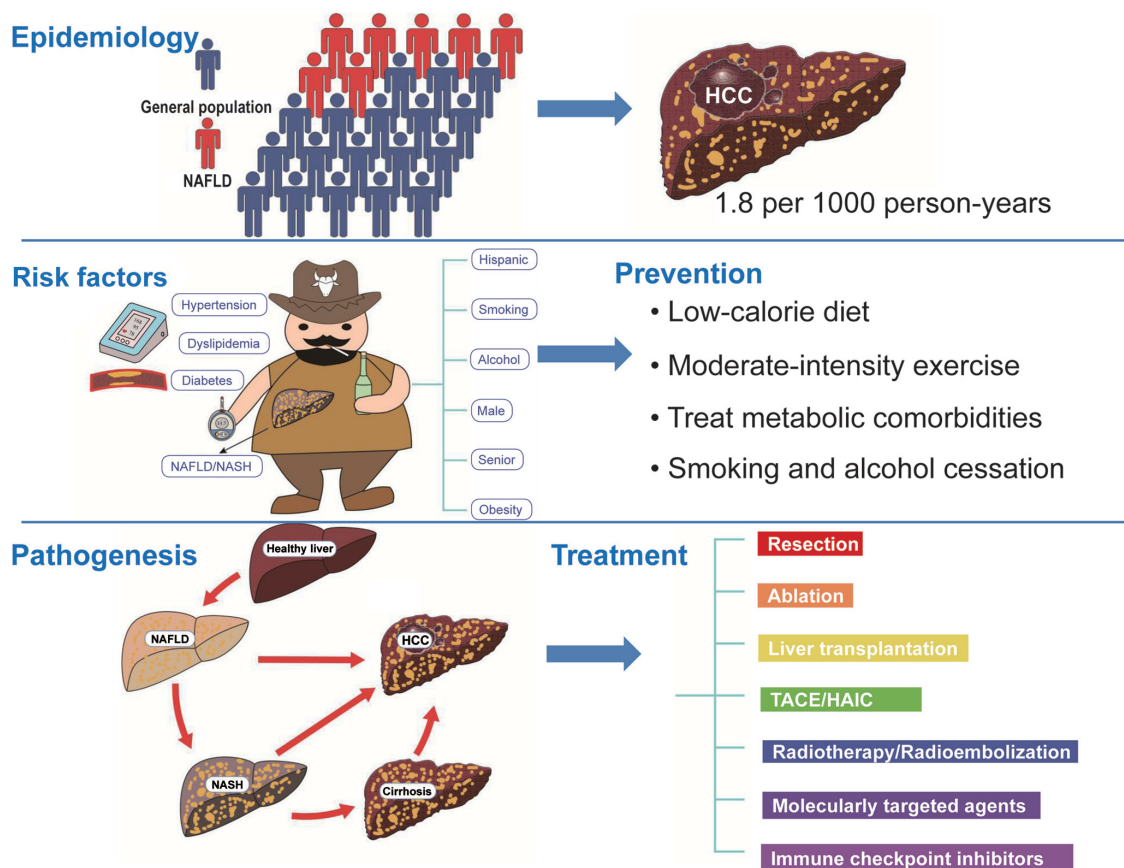 Epidemiology
General population
NAFLD
HCC
1.8 per 1000 person-years
Risk factors
Hypertension
Dyslipidemia
Diabetes
NAFLD/NASH
Hispanic
Smoking
Alcohol
Male
Senior
Obesity
Prevention
• Low-calorie diet
• Moderate-intensity exercise
• Treat metabolic comorbidities
• Smoking and alcohol cessation
Pathogenesis
Healthy liver
NAFLD
HCC
NASH
Cirrhosis
Treatment
Resection
Ablation
Liver transplantation
TACE/HAIC
Radiotherapy/Radioembolization
Molecularly targeted agents
Immune checkpoint inhibitors